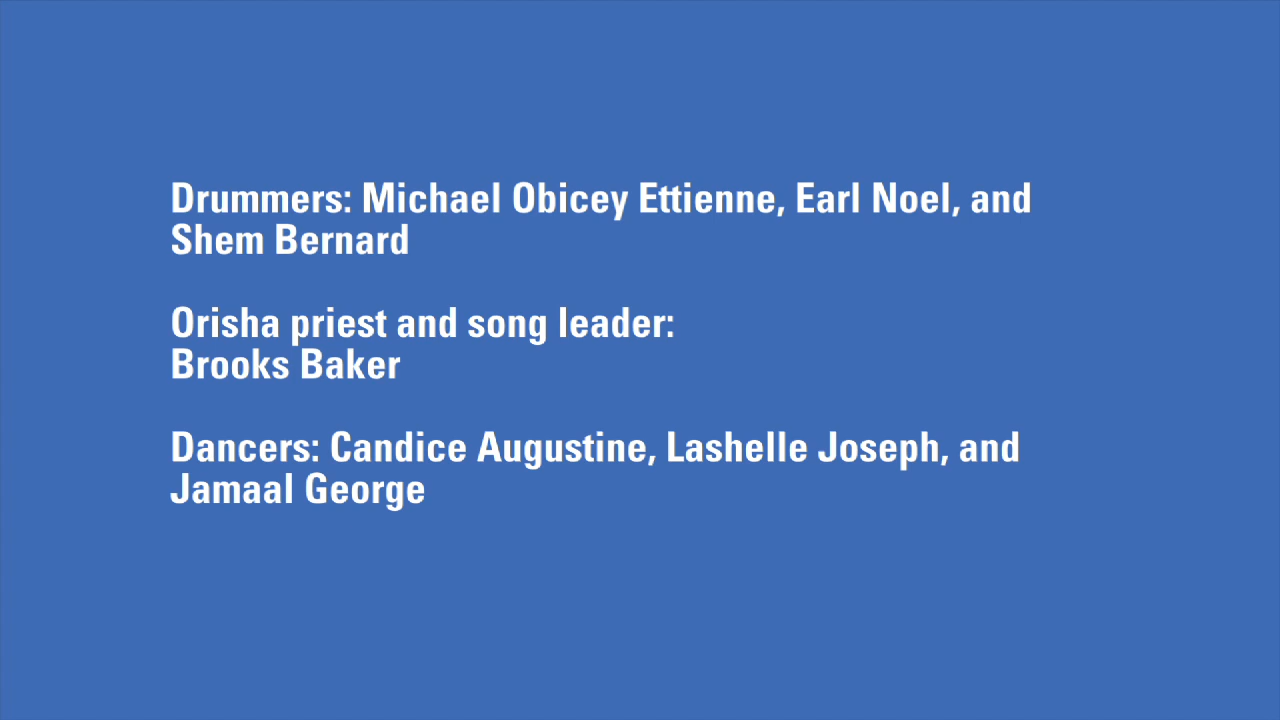 Drummers: Michael Obicey Ettienne, Earl Noel, and
Shem Bernard
Orisha priest and song leader:
Brooks Baker
Dancers: Candice Augustine, Lashelle Joseph, and
Jamaal George